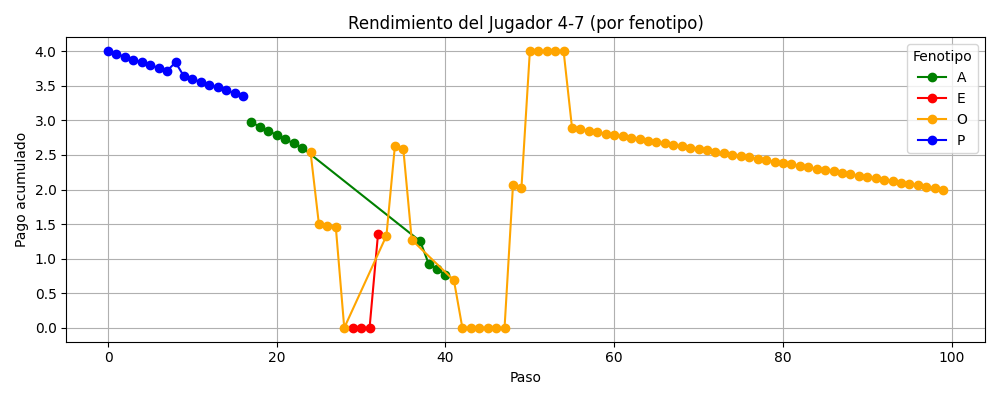 Rendimiento del Jugador 4-7 (por fenotipo)
Pago acumulado
4.0
3.5
3.0
2.5
2.0
1.5
1.0
0.5
0.0
Fenotipo
A
E
O
P
0
20
40
60
80
100
Paso